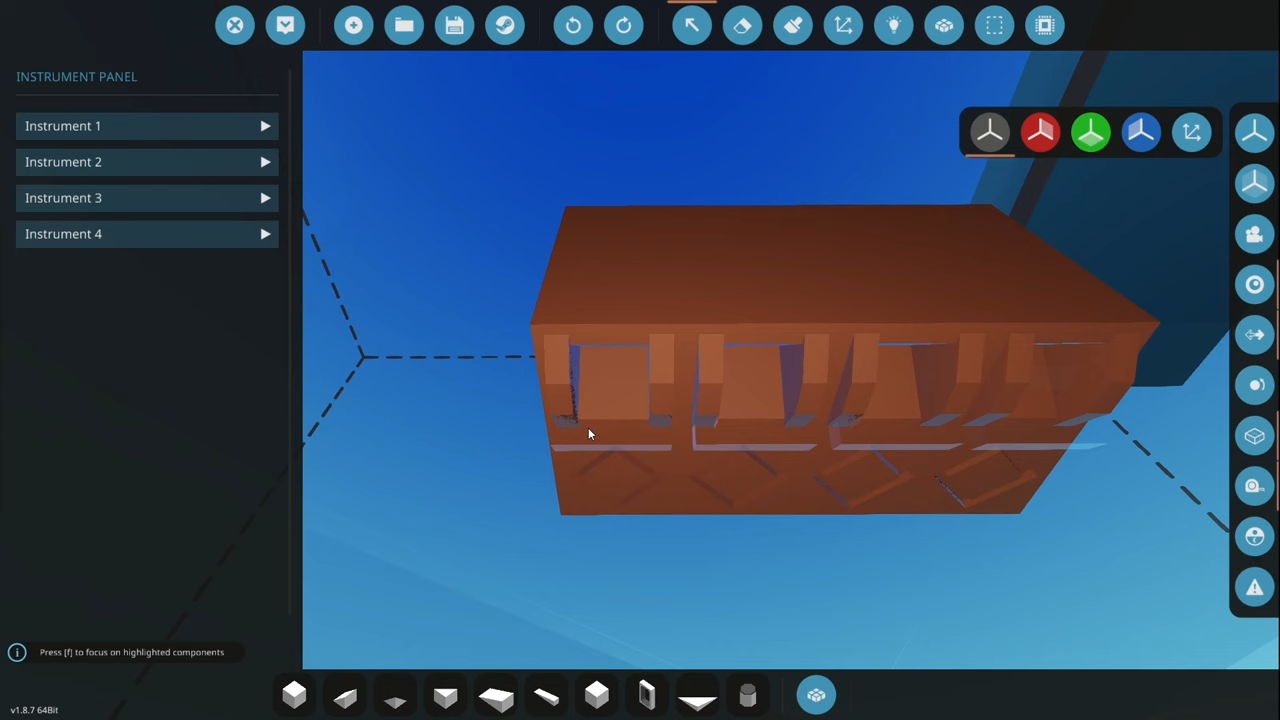 INSTRUMENT PANEL
Instrument 1
Instrument 2
Instrument 3
Instrument 4
Press [f] to focus on highlighted components
v1.8.7 64Bit